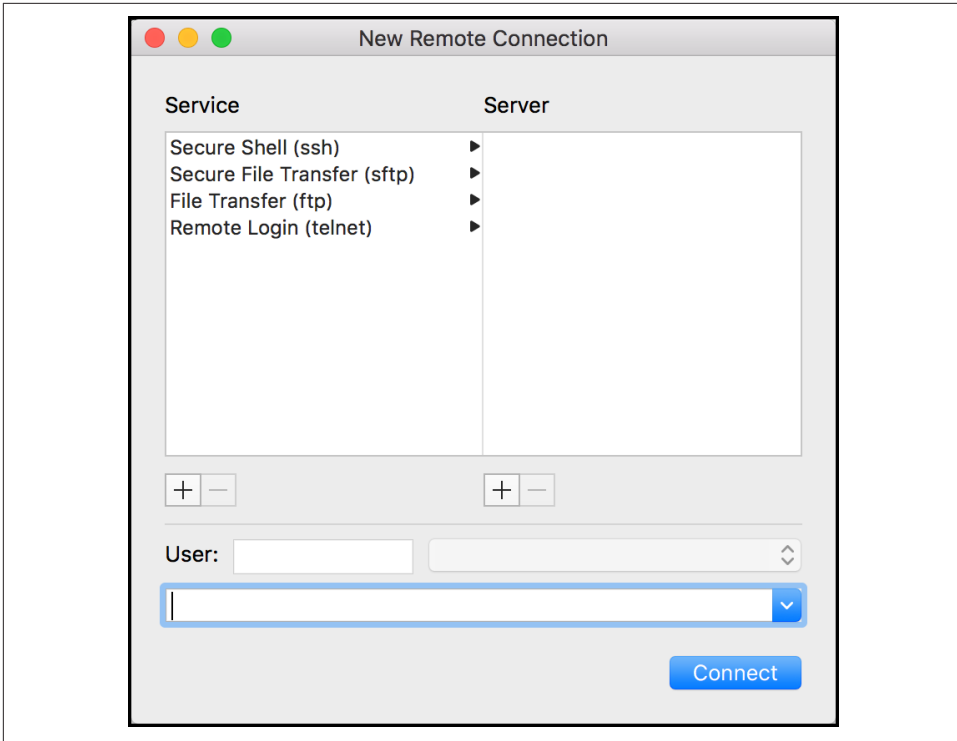 New Remote Connection
Service
Server
Secure Shell (ssh)
Secure File Transfer (sftp)
File Transfer (ftp)
Remote Login (telnet)
User:
Connect